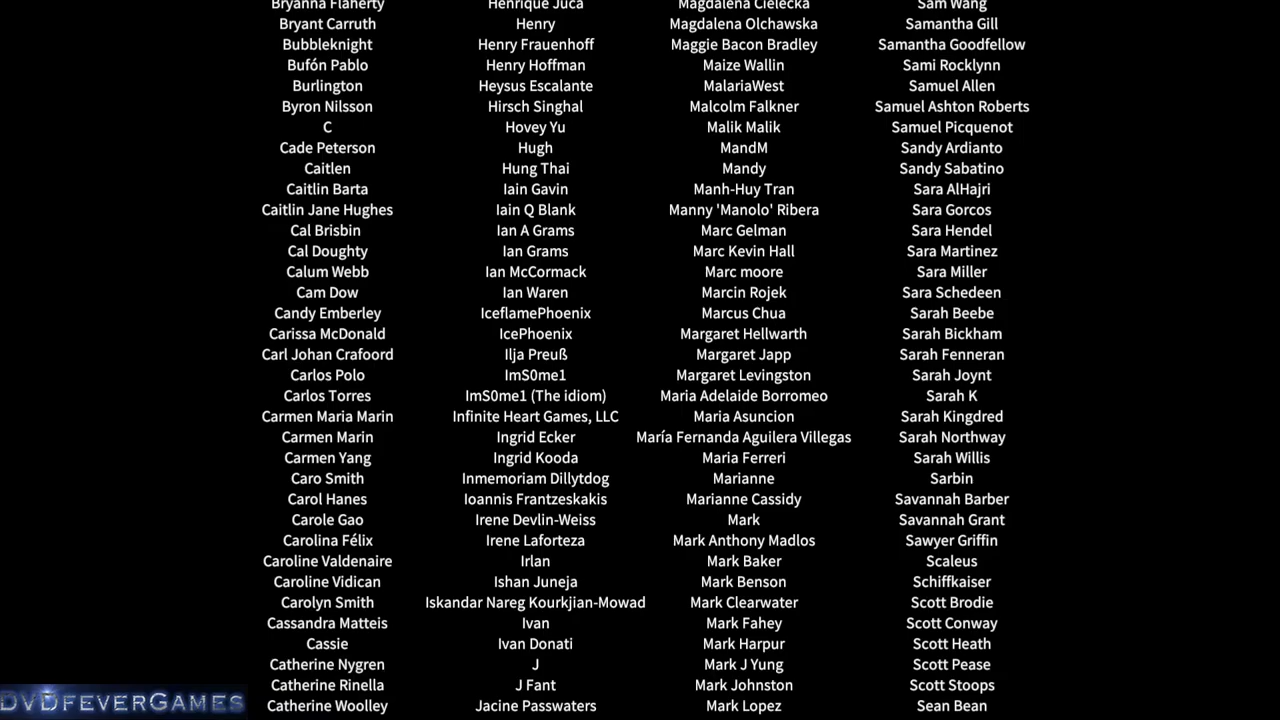 Bryanna Flaherty
Bryant Carruth
Bubbleknight
Bufón Pablo
Burlington
Byron Nilsson
C
Cade Peterson
Caitlen
Caitlin Barta
Caitlin Jane Hughes
Cal Brisbin
Cal Doughty
Calum Webb
Cam Dow
Candy Emberley
Carissa McDonald
Carl Johan Crafoord
Carlos Polo
Carlos Torres
Carmen Maria Marin
Carmen Marin
Carmen Yang
Caro Smith
Carol Hanes
Carole Gao
Carolina Félix
Caroline Valdenaire
Caroline Vidican
Carolyn Smith
Cassandra Matteis
Cassie
Catherine Nygren
Catherine Rinella
Catherine Woolley
Henrique Juca
Henry
Henry Frauenhoff
Henry Hoffman
Heysus Escalante
Hirsch Singhal
Hovey Yu
Hugh
Hung Thai
Iain Gavin
Iain Q Blank
Ian A Grams
Ian Grams
Ian McCormack
Ian Waren
IceflamePhoenix
IcePhoenix
Ilja Preuß
ImS0me1
ImS0me1 (The idiom)
Infinite Heart Games, LLC
Ingrid Ecker
Ingrid Kooda
Inmemoriam Dillytdog
Ioannis Frantzeskakis
Irene Devlin-Weiss
Irene Laforteza
Irlan
Ishan Juneja
Iskandar Nareg Kourkjian-Mowad
Ivan
Ivan Donati
J
J Fant
Jacine Passwaters
Magdalena Cielecka
Magdalena Olchawska
Maggie Bacon Bradley
Maize Wallin
MalariaWest
Malcolm Falkner
Malik Malik
MandM
Mandy
Manh-Huy Tran
Manny 'Manolo' Ribera
Marc Gelman
Marc Kevin Hall
Marc moore
Marcin Rojek
Marcus Chua
Margaret Hellwarth
Margaret Japp
Margaret Levingston
Maria Adelaide Borromeo
Maria Asuncion
María Fernanda Aguilera Villegas
Maria Ferreri
Marianne
Marianne Cassidy
Mark
Mark Anthony Madlos
Mark Baker
Mark Benson
Mark Clearwater
Mark Fahey
Mark Harpur
Mark J Yung
Mark Johnston
Mark Lopez
Sam Wang
Samantha Gill
Samantha Goodfellow
Sami Rocklynn
Samuel Allen
Samuel Ashton Roberts
Samuel Picquenot
Sandy Ardianto
Sandy Sabatino
Sara AlHajri
Sara Gorcos
Sara Hendel
Sara Martinez
Sara Miller
Sara Schedeen
Sarah Beebe
Sarah Bickham
Sarah Fenneran
Sarah Joynt
Sarah K
Sarah Kingdred
Sarah Northway
Sarah Willis
Sarbin
Savannah Barber
Savannah Grant
Sawyer Griffin
Scaleus
Schiffkaiser
Scott Brodie
Scott Conway
Scott Heath
Scott Pease
Scott Stoops
Sean Bean
DVDFEVERGAMES